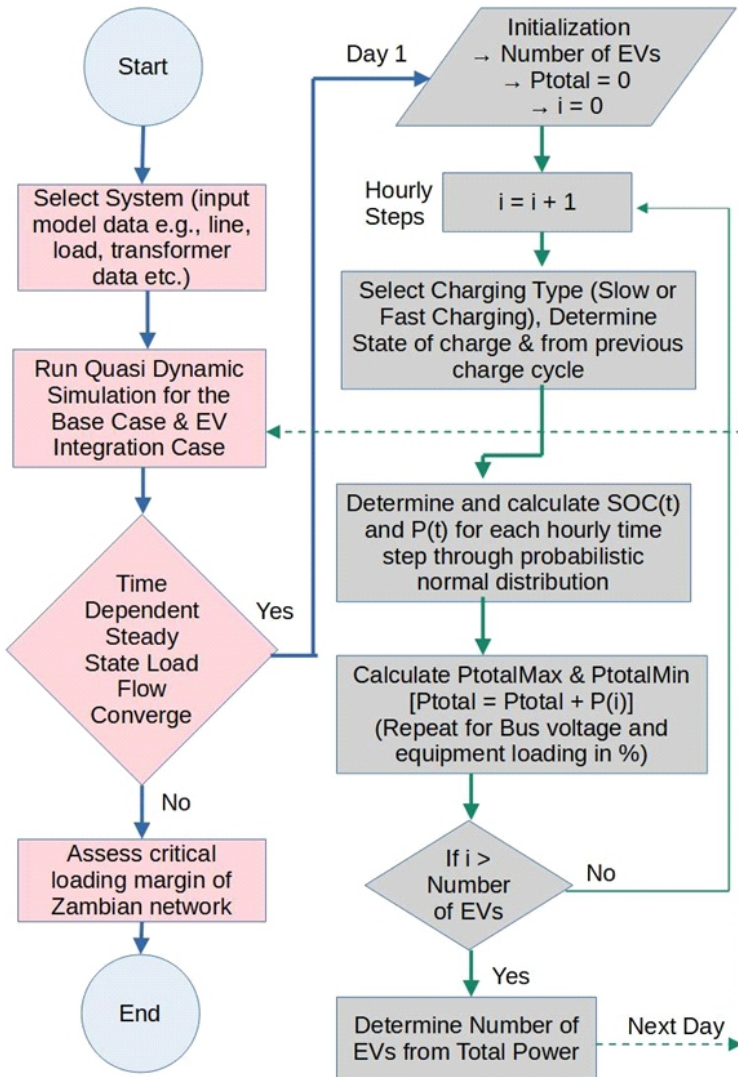 Start
Select System (input
model data e.g., line,
load, transformer
data etc.)
Run Quasi Dynamic
Simulation for the
Base Case & EV
Integration Case
Time
Dependent
Steady
State Load
Flow
Converge
Yes
No
Assess critical
loading margin of
Zambian network
End
Day 1
Initialization
→ Number of EVs
→ Ptotal = 0
→ i = 0
Hourly
Steps
i = i + 1
Select Charging Type (Slow or
Fast Charging), Determine
State of charge & from previous
charge cycle
Determine and calculate SOC(t)
and P(t) for each hourly time
step through probabilistic
normal distribution
Calculate PtotalMax & PtotalMin
[Ptotal = Ptotal + P(i)]
(Repeat for Bus voltage and
equipment loading in %)
If i >
Number
of EVs
No
Yes
Determine Number of
EVs from Total Power
Next Day